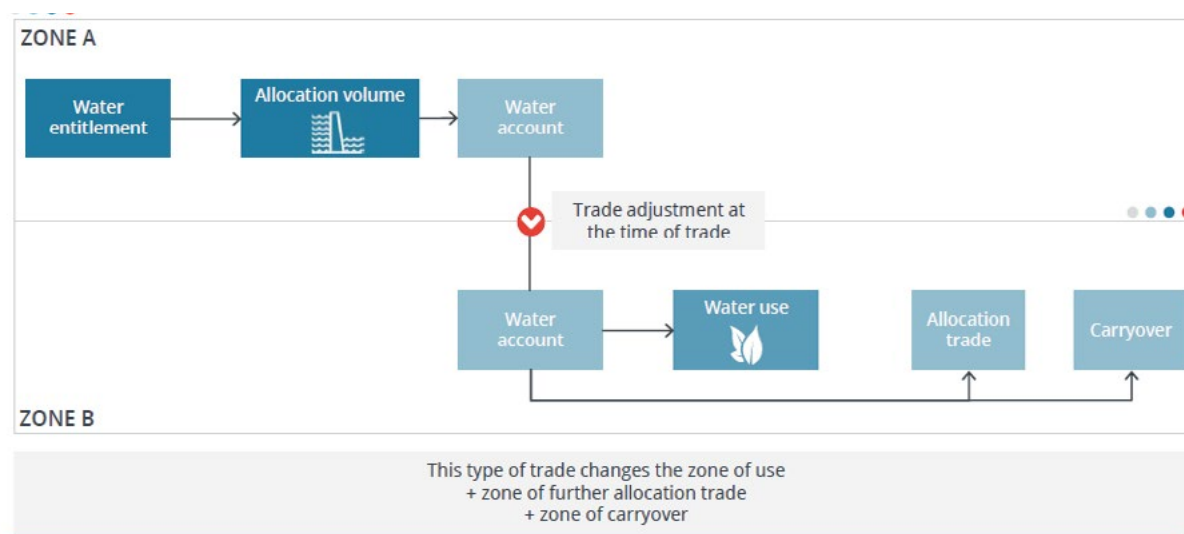 ZONE A
Water
entitlement
Allocation volume
Water
account
Trade adjustment at
the time of trade
Water
account
Water use
Allocation
trade
Carryover
ZONE B
This type of trade changes the zone of use
+ zone of further allocation trade
+ zone of carryover